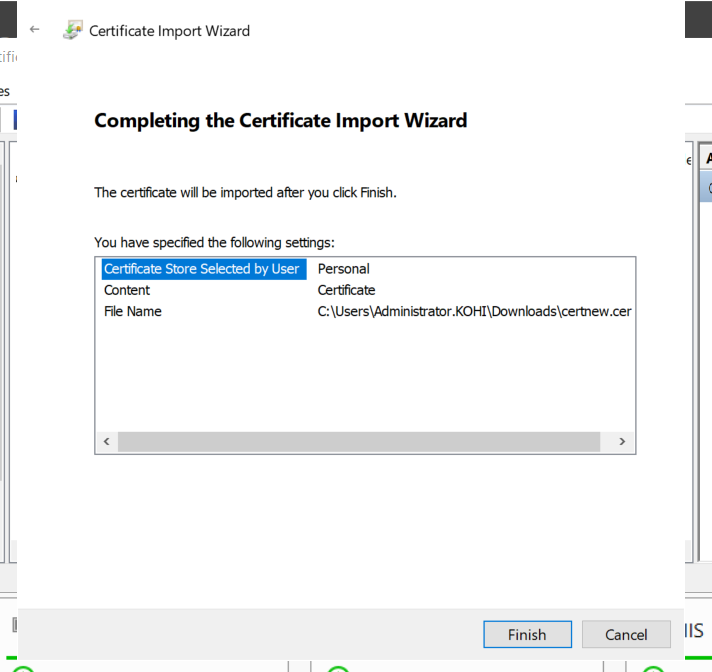 Certificate Import Wizard
Completing the Certificate Import Wizard
The certificate will be imported after you click Finish.
You have specified the following settings:
Certificate Store Selected by User Personal
Content Certificate
File Name C:\Users\Administrator.KOHI\Downloads\certnew.cer
Finish Cancel
IIS